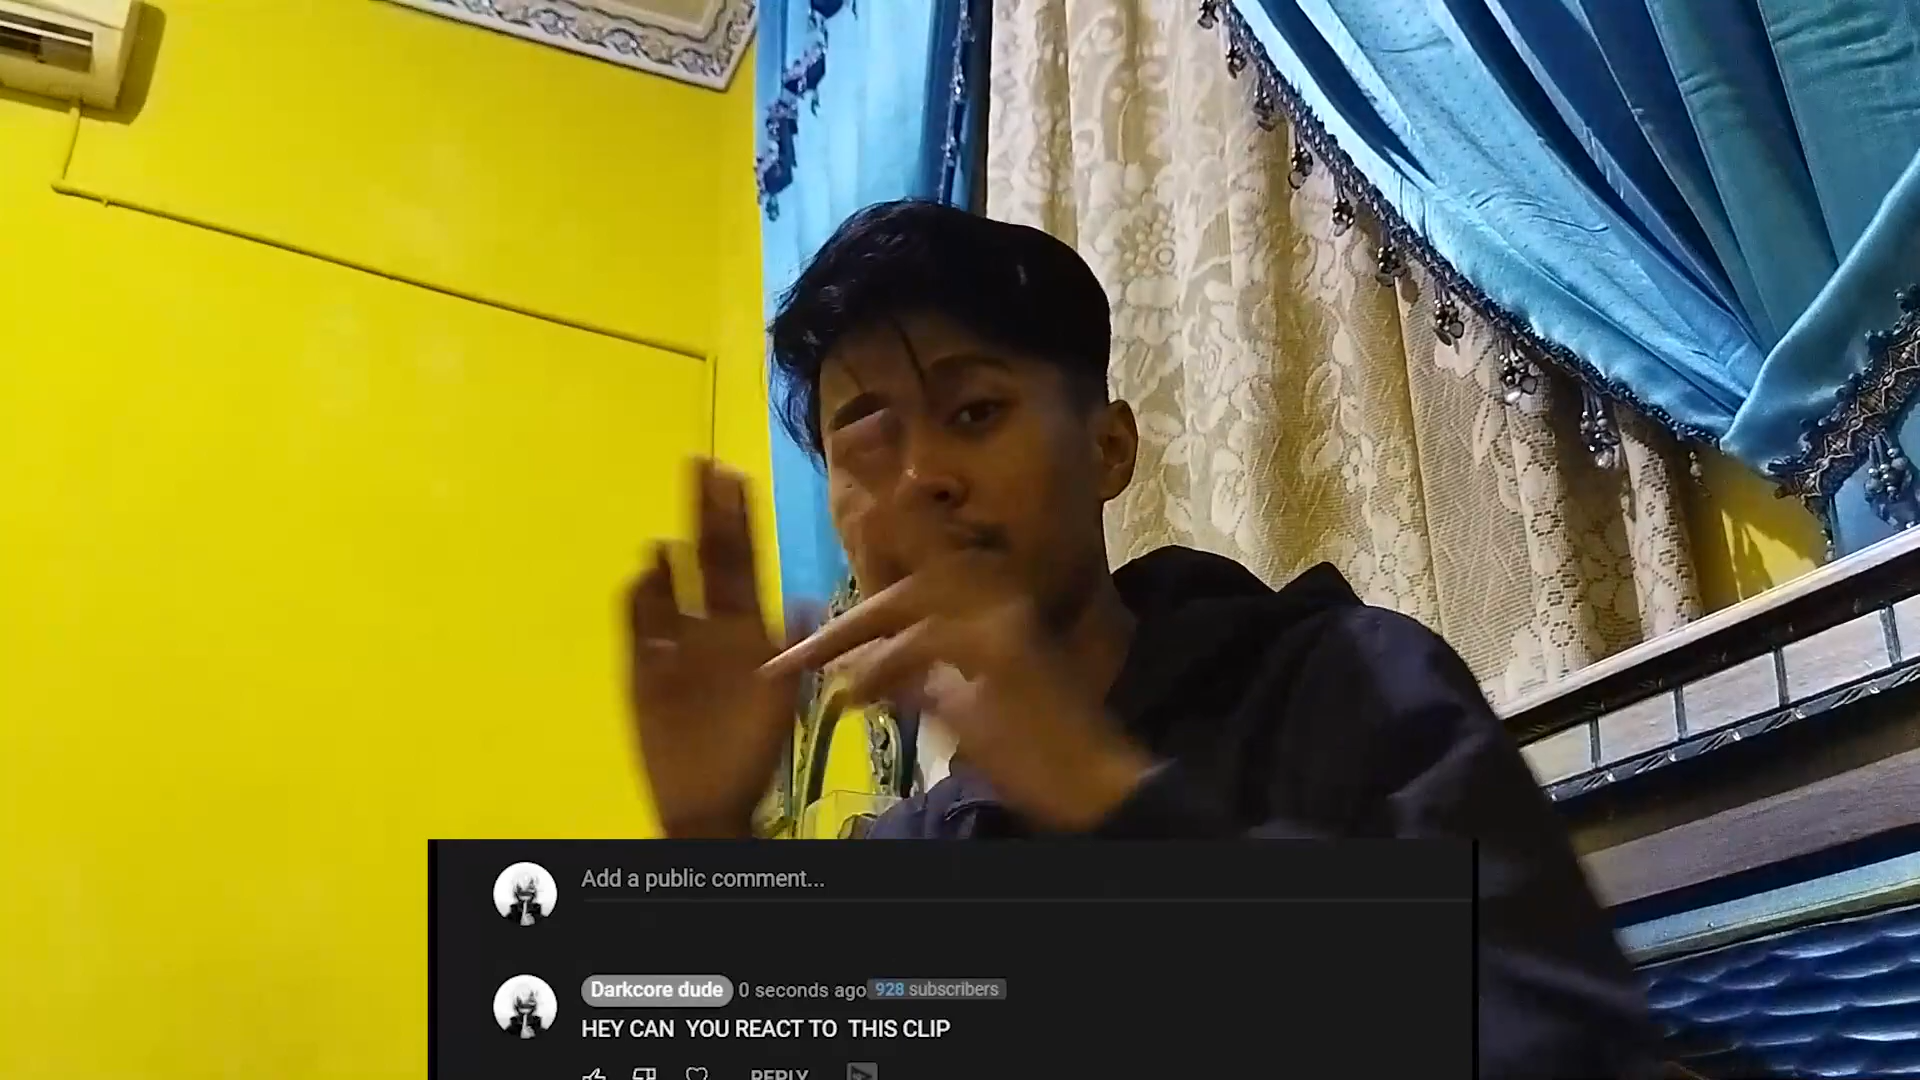 Add a public comment...
Darkcore dude 0 seconds ago 928 subscribers
HEY CAN YOU REACT TO THIS CLIP
REPLY